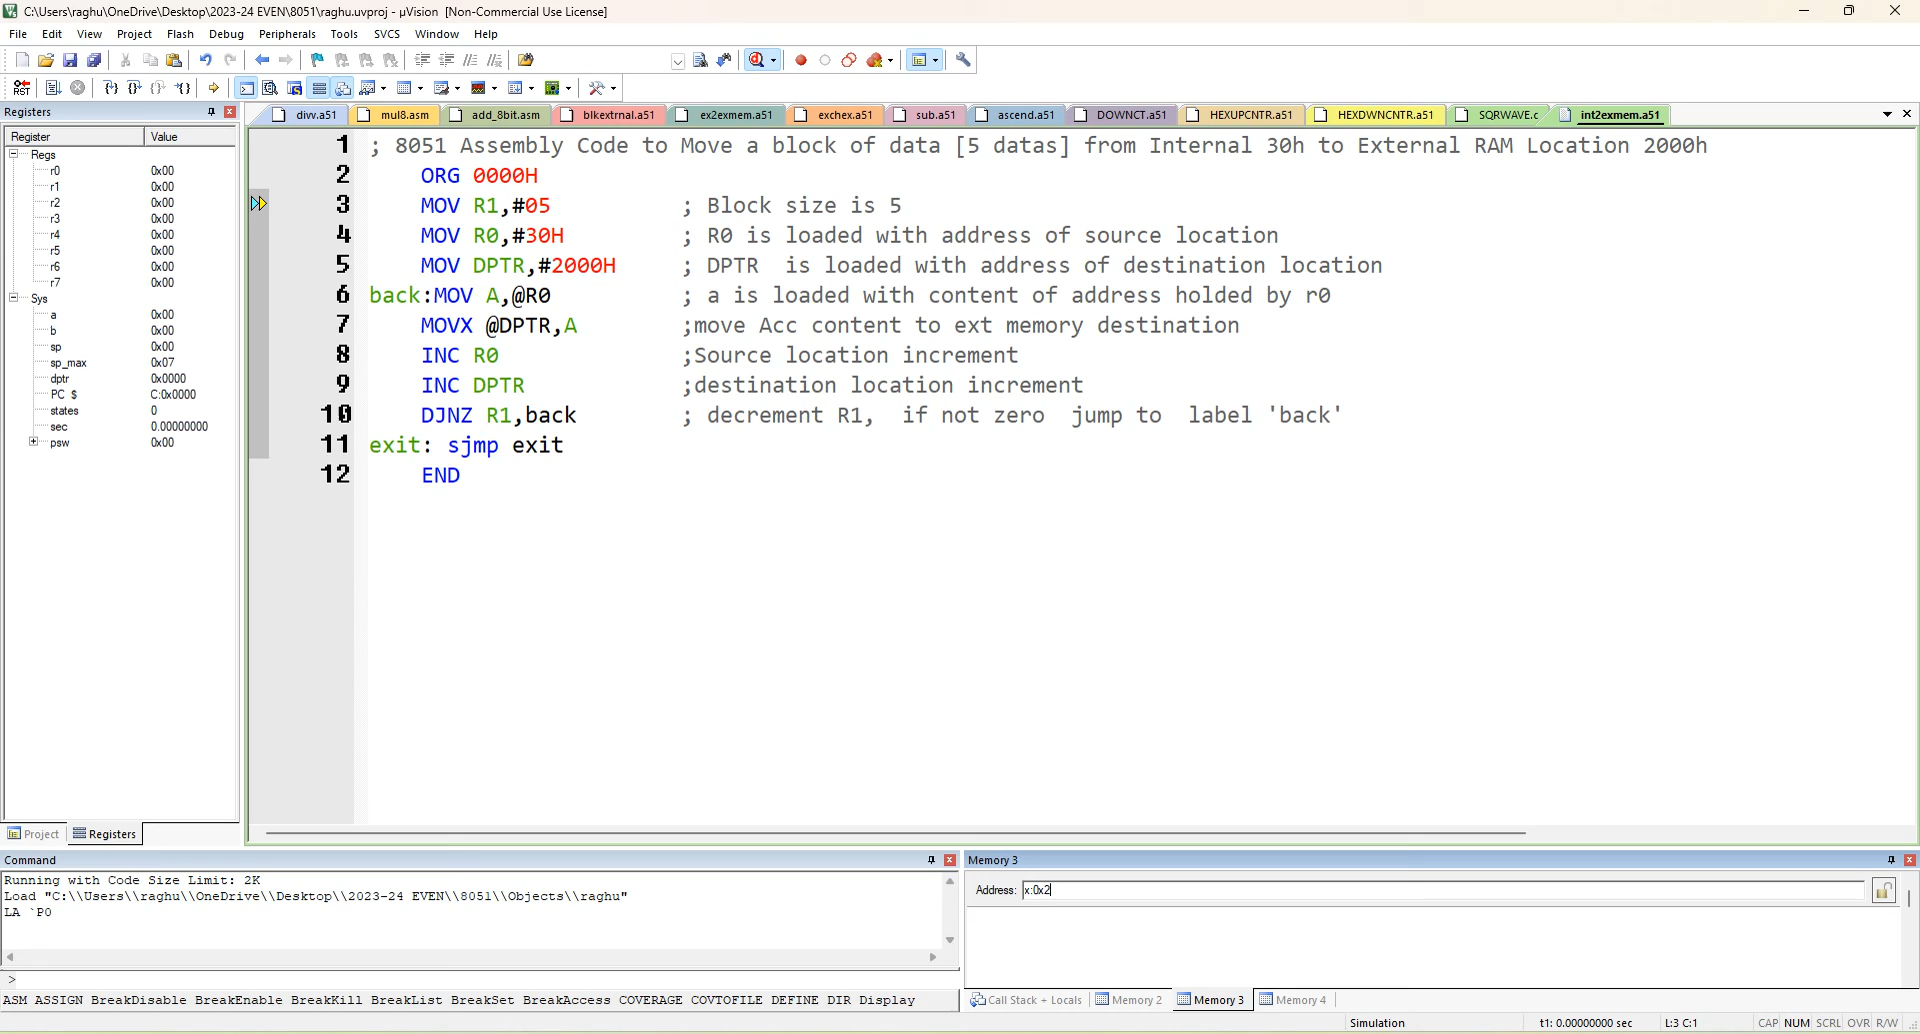 C:\Users\raghu\OneDrive\Desktop\2023-24 EVEN\8051\raghu.uvproj - µVision  [Non-Commercial Use License]
File Edit View Project Flash Debug Peripherals Tools SVCS Window Help
RST
Registers
divv.a51 mul8.asm add_8bit.asm blkextrnal.a51 ex2exmem.a51 exchex.a51 sub.a51 ascend.a51 DOWNCT.a51 HEXUPCNTR.a51 HEXDWNCNTR.a51 SQRWAVE.c int2exmem.a51
Register Value
Regs
r0 0x00
r1 0x00
r2 0x00
r3 0x00
r4 0x00
r5 0x00
r6 0x00
r7 0x00
Sys
a 0x00
b 0x00
sp 0x00
sp_max 0x07
dptr 0x0000
PC $ C:0x0000
states 0
sec 0.00000000
psw 0x00
Project Registers
1 ; 8051 Assembly Code to Move a block of data [5 datas] from Internal 30h to External RAM Location 2000h
2 ORG 0000H
3 MOV R1,#05 ; Block size is 5
4 MOV R0,#30H ; R0 is loaded with address of source location
5 MOV DPTR,#2000H ; DPTR  is loaded with address of destination location
6 back:MOV A,@R0 ; a is loaded with content of address holded by r0
7 MOVX @DPTR,A ;move Acc content to ext memory destination
8 INC R0 ;Source location increment
9 INC DPTR ;destination location increment
10 DJNZ R1,back ; decrement R1,  if not zero  jump to  label 'back'
11 exit: sjmp exit
12 END
Command
Running with Code Size Limit: 2K
Load "C:\\Users\\raghu\\OneDrive\\Desktop\\2023-24 EVEN\\8051\\Objects\\raghu"
LA `P0
>
ASM ASSIGN BreakDisable BreakEnable BreakKill BreakList BreakSet BreakAccess COVERAGE COVTOFILE DEFINE DIR Display
Memory 3
Address: x:0x2
Call Stack + Locals Memory 2 Memory 3 Memory 4
Simulation t1: 0.00000000 sec L:3 C:1 CAP NUM SCRL OVR R/W